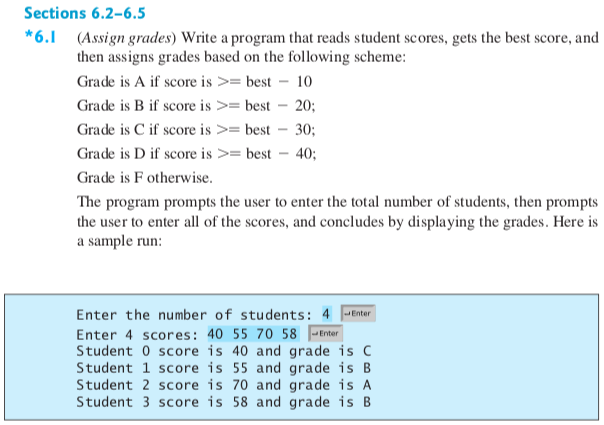 Sections 6.2–6.5
*6.1 (Assign grades) Write a program that reads student scores, gets the best score, and
then assigns grades based on the following scheme:
Grade is A if score is >= best − 10
Grade is B if score is >= best − 20;
Grade is C if score is >= best − 30;
Grade is D if score is >= best − 40;
Grade is F otherwise.
The program prompts the user to enter the total number of students, then prompts
the user to enter all of the scores, and concludes by displaying the grades. Here is
a sample run:
Enter the number of students: 4 ↵Enter
Enter 4 scores: 40 55 70 58 ↵Enter
Student 0 score is 40 and grade is C
Student 1 score is 55 and grade is B
Student 2 score is 70 and grade is A
Student 3 score is 58 and grade is B